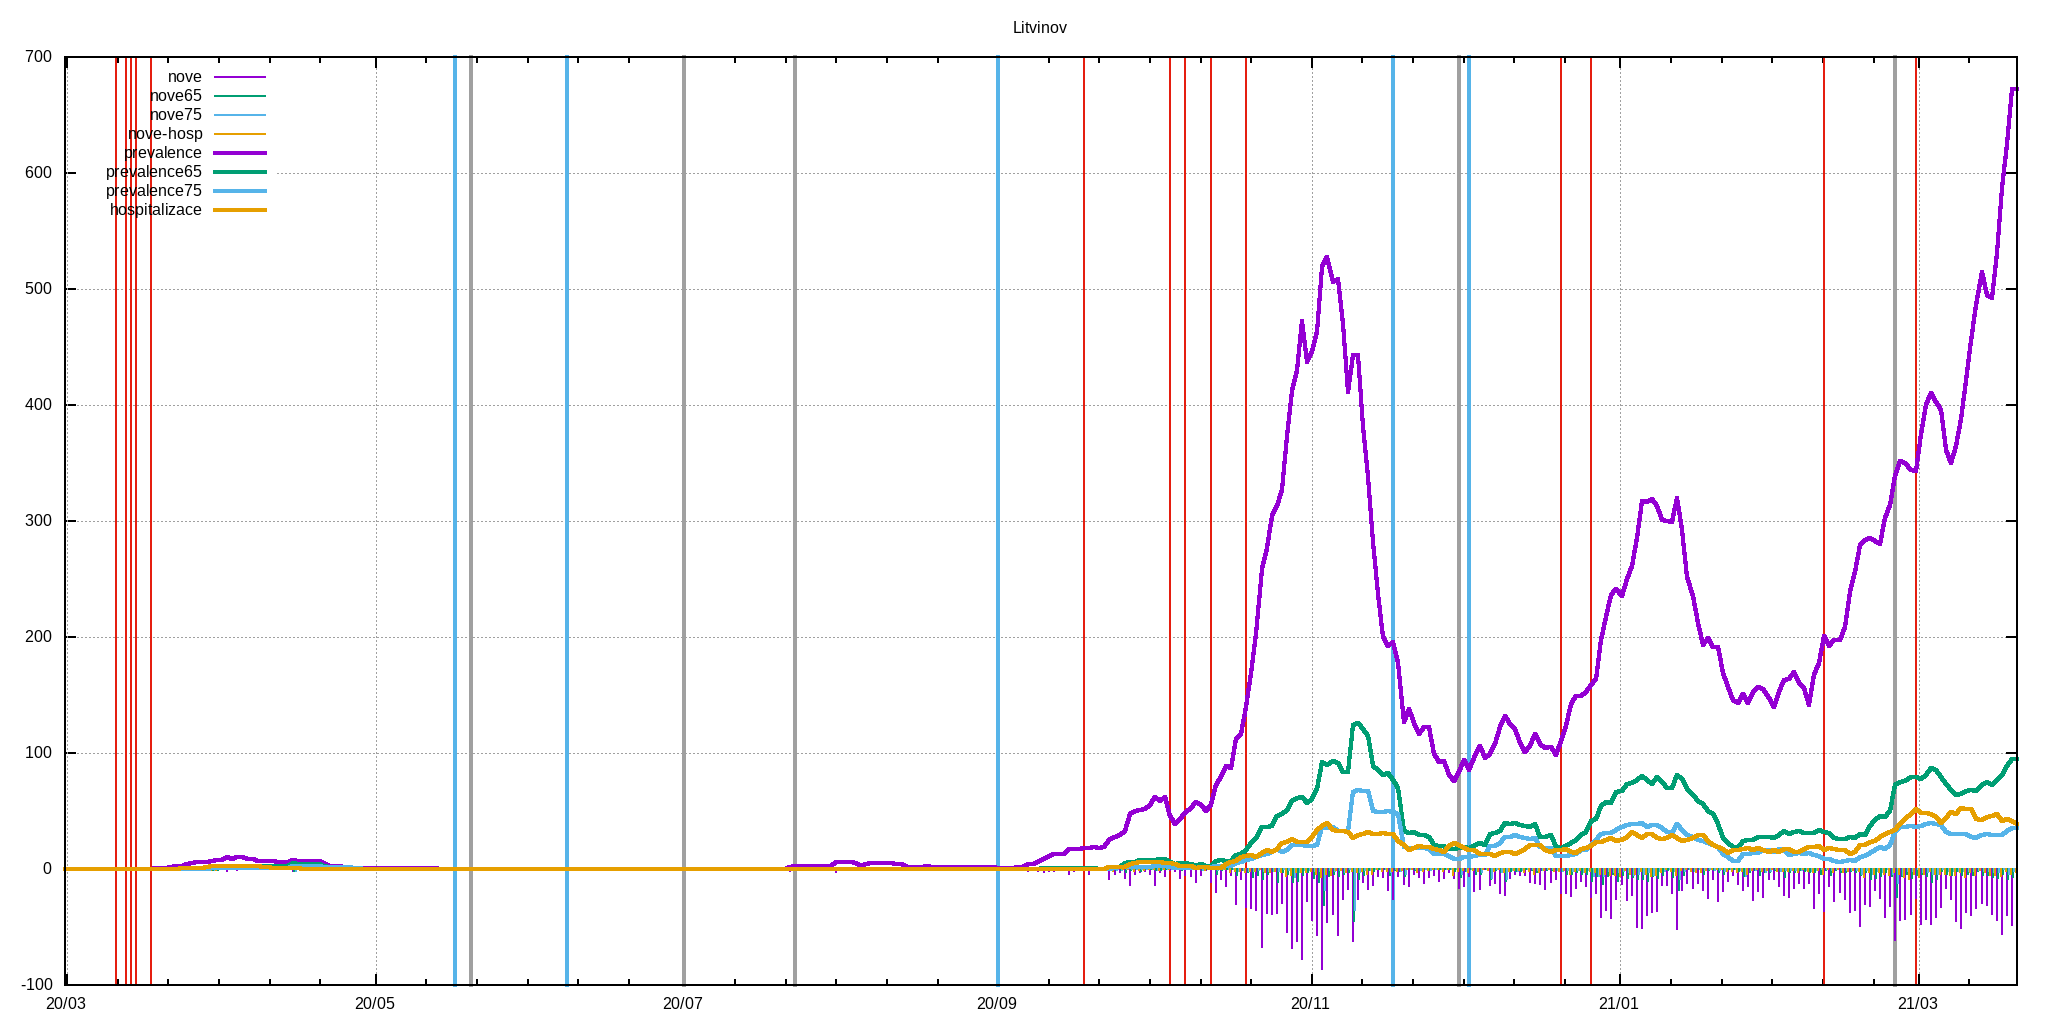 Litvinov
700
600
500
400
300
200
100
0
-100
nove
nove65
nove75
nove-hosp
prevalence
prevalence65
prevalence75
hospitalizace
20/03 20/05 20/07 20/09 20/11 21/01 21/03